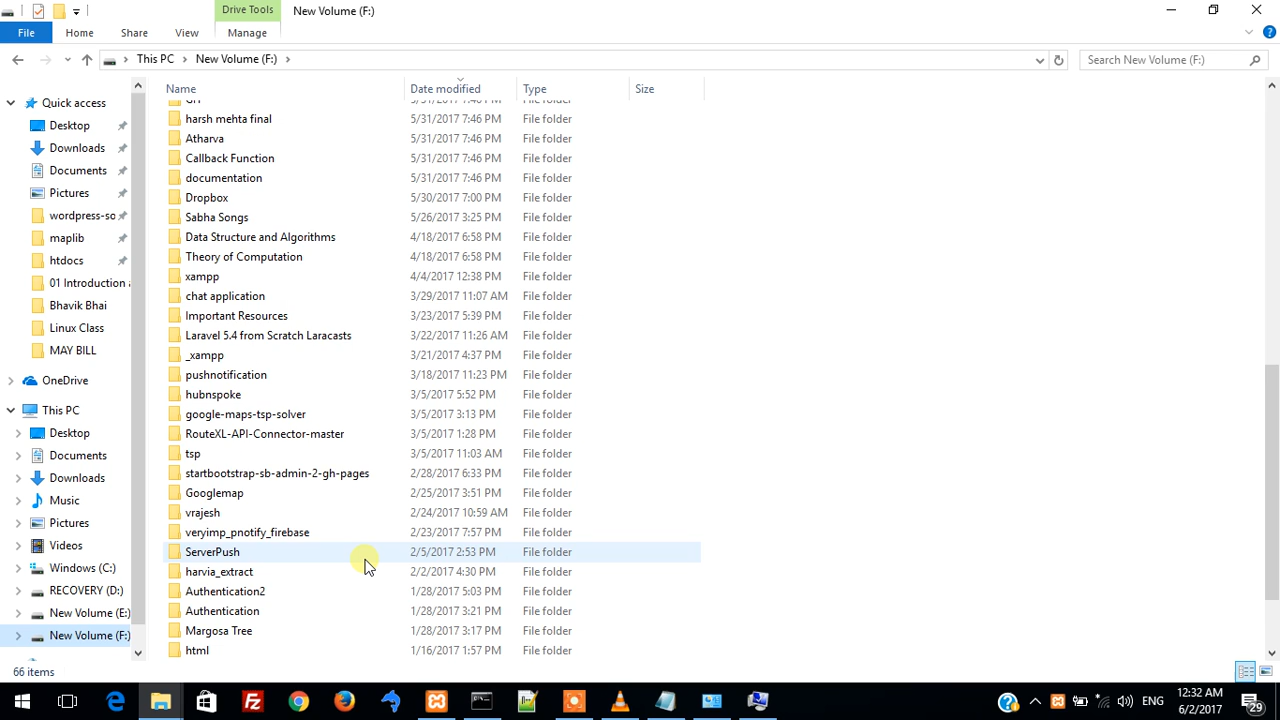 Drive Tools
New Volume (F:)
File
Home
Share
View
Manage
This PC
New Volume (F:)
Search New Volume (F:)
Name
Date modified
Type
Size
Quick access
Desktop
Downloads
Documents
Pictures
wordpress-so
maplib
htdocs
01 Introduction a
Bhavik Bhai
Linux Class
MAY BILL
OneDrive
This PC
Desktop
Documents
Downloads
Music
Pictures
Videos
Windows (C:)
RECOVERY (D:)
New Volume (E:)
New Volume (F:)
harsh mehta final 5/31/2017 7:46 PM File folder
Atharva 5/31/2017 7:46 PM File folder
Callback Function 5/31/2017 7:46 PM File folder
documentation 5/31/2017 7:46 PM File folder
Dropbox 5/30/2017 7:00 PM File folder
Sabha Songs 5/26/2017 3:25 PM File folder
Data Structure and Algorithms 4/18/2017 6:58 PM File folder
Theory of Computation 4/18/2017 6:58 PM File folder
xampp 4/4/2017 12:38 PM File folder
chat application 3/29/2017 11:07 AM File folder
Important Resources 3/23/2017 5:39 PM File folder
Laravel 5.4 from Scratch Laracasts 3/22/2017 11:26 AM File folder
_xampp 3/21/2017 4:37 PM File folder
pushnotification 3/18/2017 11:23 PM File folder
hubnspoke 3/5/2017 5:52 PM File folder
google-maps-tsp-solver 3/5/2017 3:13 PM File folder
RouteXL-API-Connector-master 3/5/2017 1:28 PM File folder
tsp 3/5/2017 11:03 AM File folder
startbootstrap-sb-admin-2-gh-pages 2/28/2017 6:33 PM File folder
Googlemap 2/25/2017 3:51 PM File folder
vrajesh 2/24/2017 10:59 AM File folder
veryimp_pnotify_firebase 2/23/2017 7:57 PM File folder
ServerPush 2/5/2017 2:53 PM File folder
harvia_extract 2/2/2017 4:30 PM File folder
Authentication2 1/28/2017 5:03 PM File folder
Authentication 1/28/2017 3:21 PM File folder
Margosa Tree 1/28/2017 3:17 PM File folder
html 1/16/2017 1:57 PM File folder
66 items
ENG
12:32 AM
6/2/2017
29